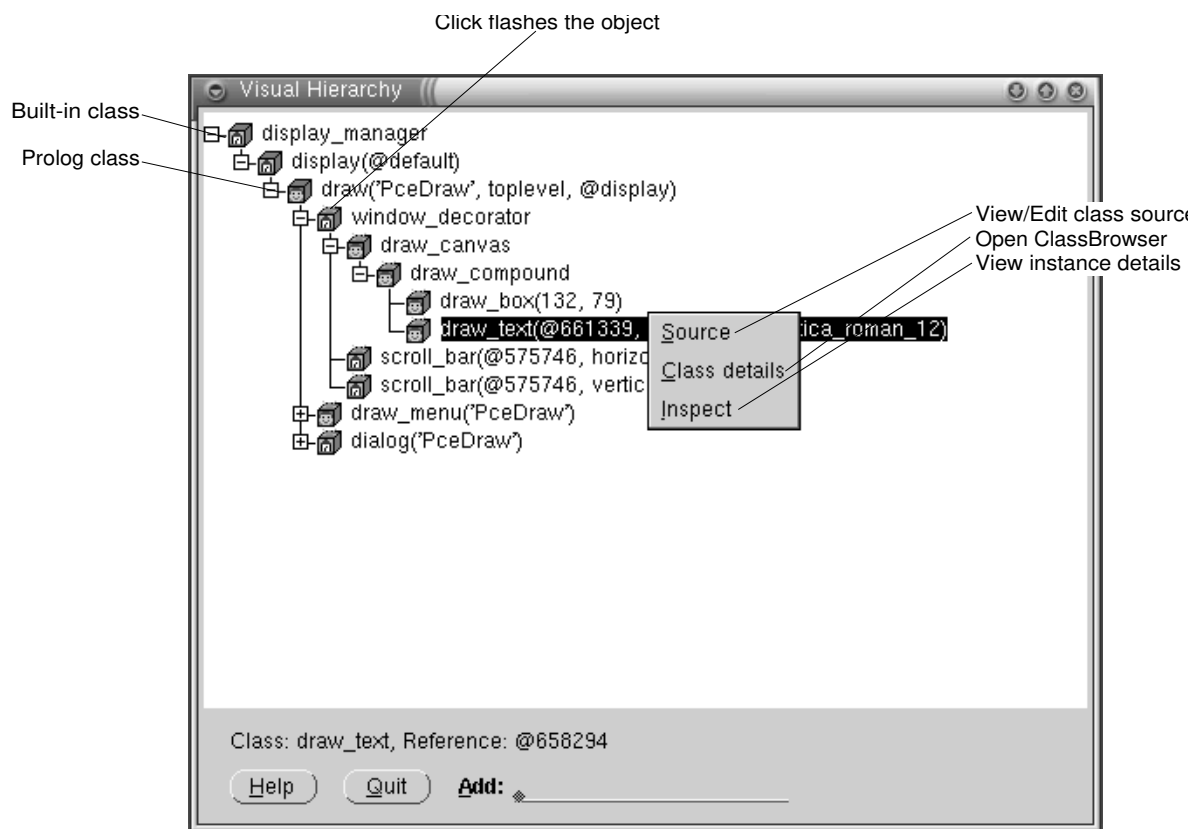 Click flashes the object
Visual Hierarchy
Built-in class
display_manager
Prolog class
display(@default)
draw('PceDraw', toplevel, @display)
window_decorator
View/Edit class source
draw_canvas
Open ClassBrowser
draw_compound
View instance details
draw_box(132, 79)
draw_text(@661339, tica_roman_12)
Source
scroll_bar(@575746, horizo
Class details
scroll_bar(@575746, vertic
Inspect
draw_menu('PceDraw')
dialog('PceDraw')
Class: draw_text, Reference: @658294
Help Quit Add: